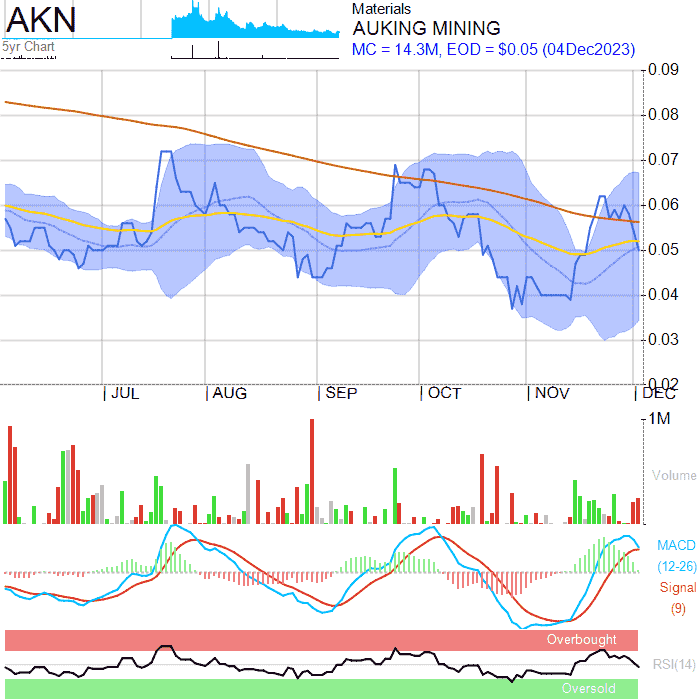 AKN
5yr Chart
Materials
AUKING MINING
MC = 14.3M, EOD = $0.05 (04Dec2023)
0.09
0.08
0.07
0.06
0.05
0.04
0.03
0.02
JUL
AUG
SEP
OCT
NOV
DEC
1M
Volume
MACD
(12-26)
Signal
(9)
Overbought
RSI(14)
Oversold